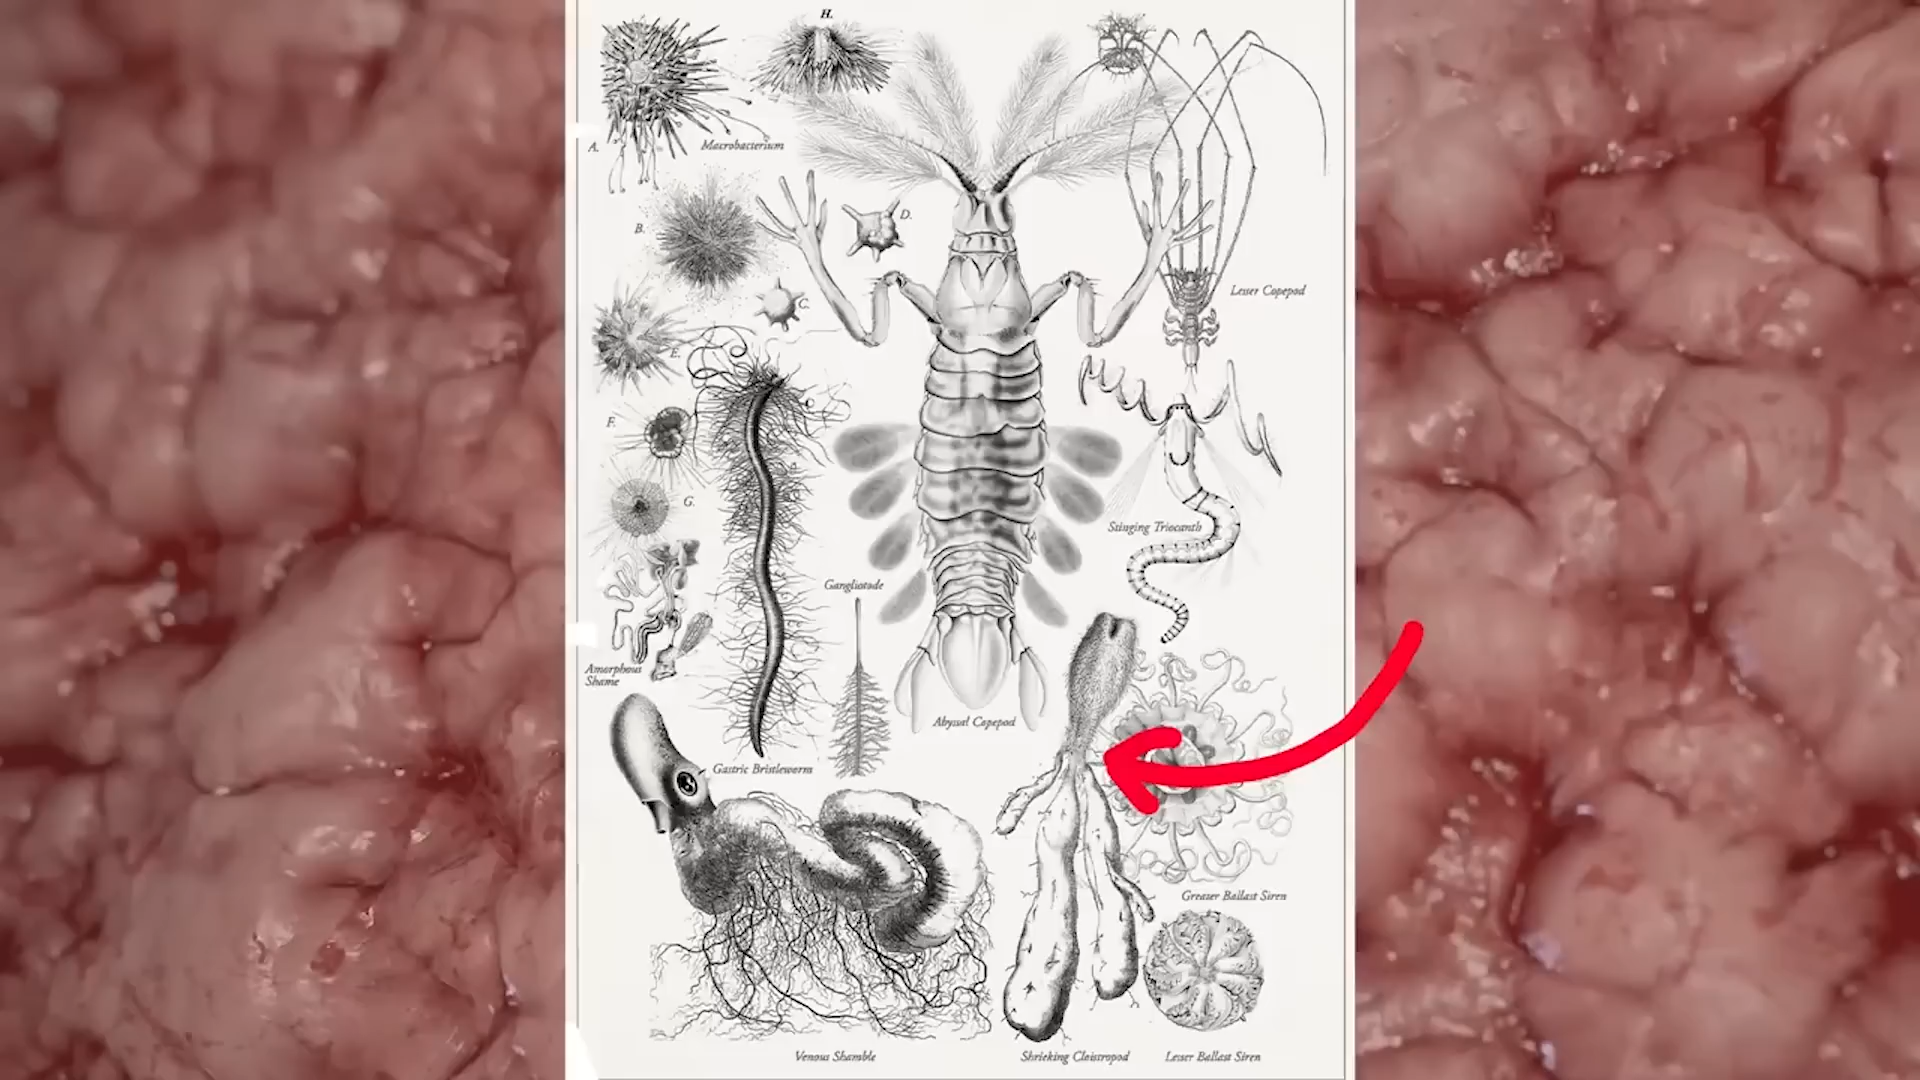 H.
A.
Macrobacterium
B.
D.
C.
Lesser Copepod
E.
F.
G.
Stinging Triocanth
Gangliotode
Amorphous
Shame
Abyssal Copepod
Gastric Bristleworm
Greater Ballast Siren
Venous Shamble
Shrieking Cloistropod
Lesser Ballast Siren